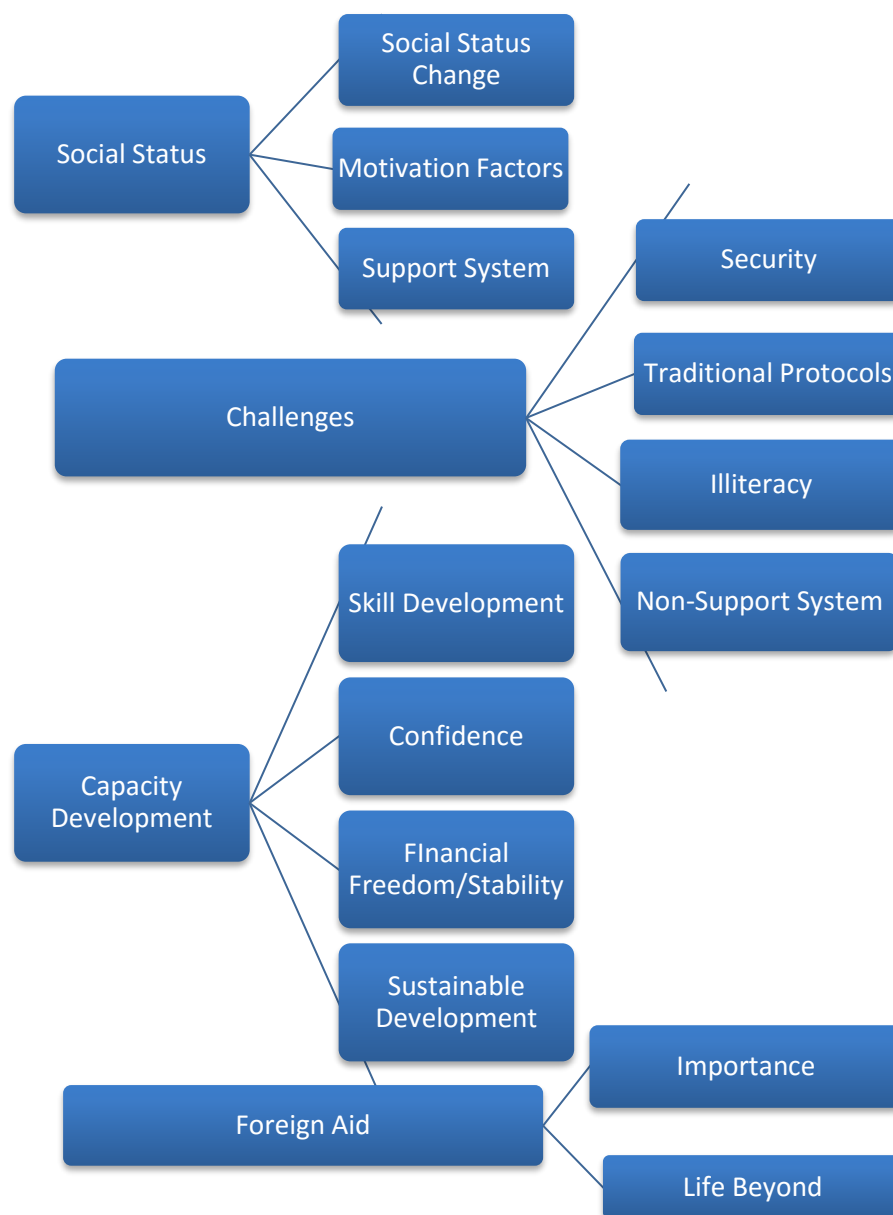 Social Status
Social Status
Change
Motivation Factors
Support System
Challenges
Security
Traditional Protocols
Illiteracy
Non-Support System
Capacity
Development
Skill Development
Confidence
FInancial
Freedom/Stability
Sustainable
Development
Foreign Aid
Importance
Life Beyond